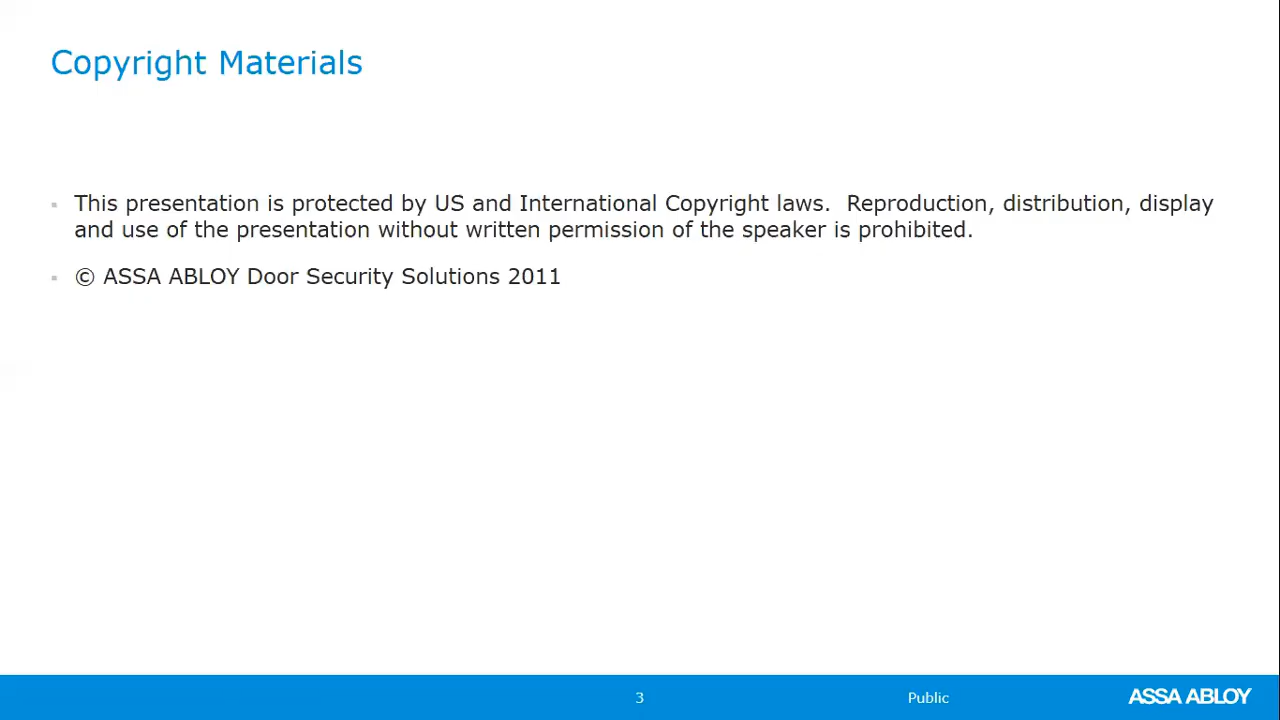 Copyright Materials
▪ This presentation is protected by US and International Copyright laws.  Reproduction, distribution, display
and use of the presentation without written permission of the speaker is prohibited.
▪ © ASSA ABLOY Door Security Solutions 2011
3
Public
ASSA ABLOY